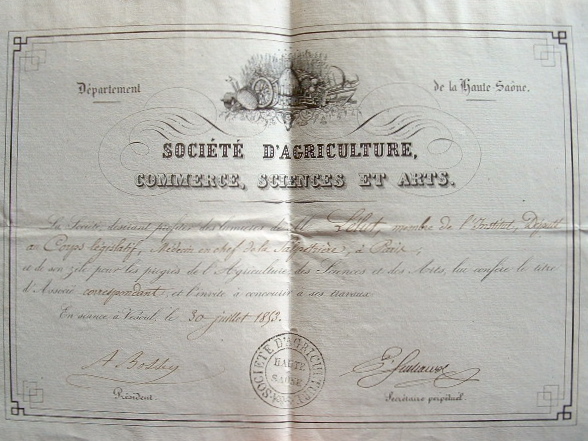 Département de la Haute-Saône.
SOCIÉTÉ D'AGRICULTURE,
COMMERCE, SCIENCES ET ARTS.
La Société, désirant profiter des lumières de M. Lélut, membre de l'Institut, Député
au Corps législatif, Médecin en chef de la Salpêtrière, à Paris,
et de son zèle pour les progrès de l'Agriculture, des Sciences et des Arts, lui confère le titre
d'Associé correspondant, et l'invite à concourir à ses travaux.
En séance à Vesoul, le 30 juillet 1853.
Président.
Secrétaire perpétuel.
SOCIÉTÉ D'AGRICULTURE
HAUTE
SAONE